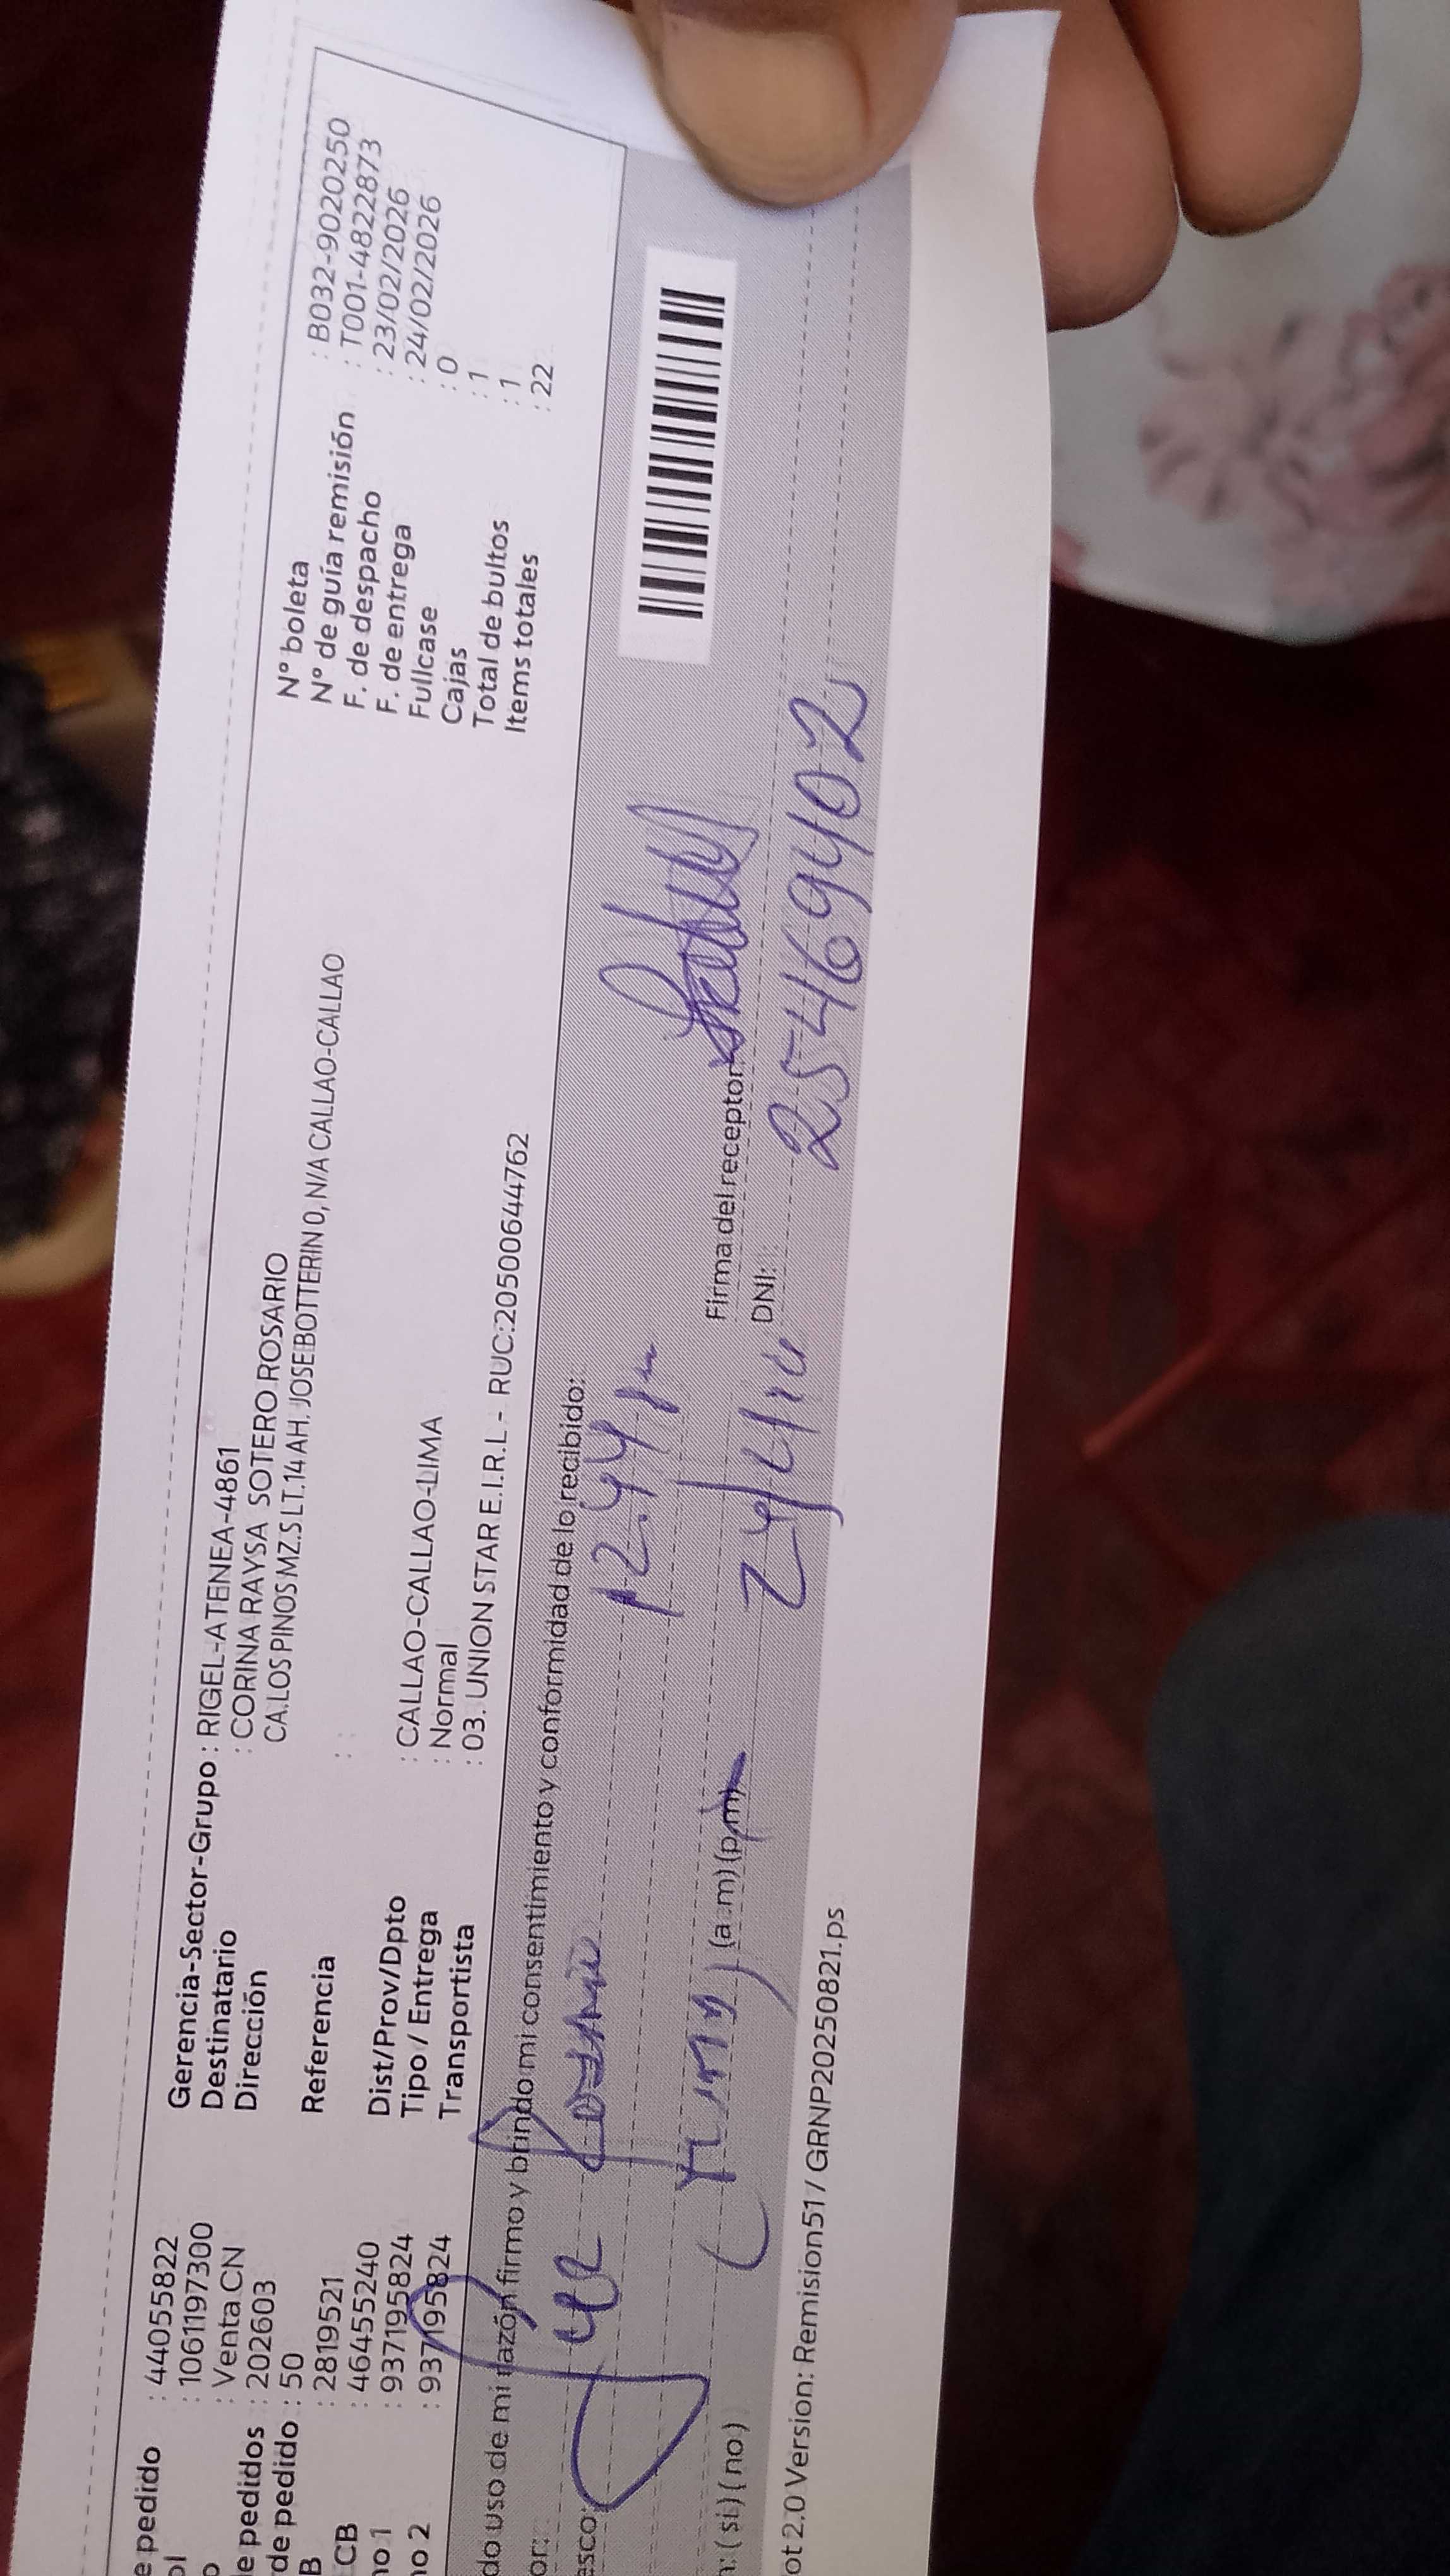 e pedido : 44055822
ol : 1061197300
o : Venta CN
e pedidos : 202603
de pedido : 50
B : 2819521
CB : 46455240
no 1 : 937195824
no 2 : 937195824
Gerencia-Sector-Grupo : RIGEL-ATENEA-4861
Destinatario : CORINA RAYSA SOTERO ROSARIO
Dirección CA.LOS PINOS MZ.S LT.14 AH. JOSE BOTTERIN 0, N/A CALLAO-CALLAO
Referencia :
Dist/Prov/Dpto : CALLAO-CALLAO-LIMA
Tipo / Entrega : Normal
Transportista : 03. UNION STAR E.I.R.L - RUC:20500644762
N° boleta : B032-9020250
N° de guía remisión : T001-4822873
F. de despacho : 23/02/2026
F. de entrega : 24/02/2026
Fullcase : 0
Cajas : 1
Total de bultos : 1
Items totales : 22
do uso de mi razón firmo y brindo mi consentimiento y conformidad de lo recibido:
or:
Rosario 12:44
esco:
(a.m) (p.m) Firma del receptor
n: ( si ) ( no ) DNI: 25469402
ot 2.0 Version: Remision51 / GRNP20250821.ps